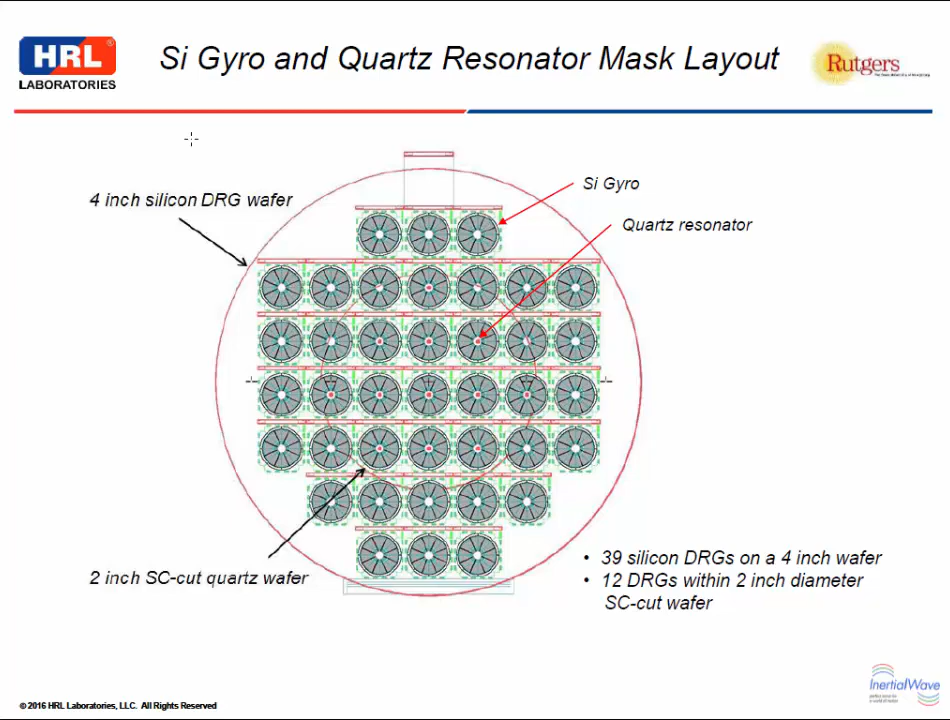 HRL
®
LABORATORIES
Si Gyro and Quartz Resonator Mask Layout
Rutgers
4 inch silicon DRG wafer
Si Gyro
Quartz resonator
2 inch SC-cut quartz wafer
• 39 silicon DRGs on a 4 inch wafer
• 12 DRGs within 2 inch diameter
SC-cut wafer
InertialWave
© 2016 HRL Laboratories, LLC. All Rights Reserved